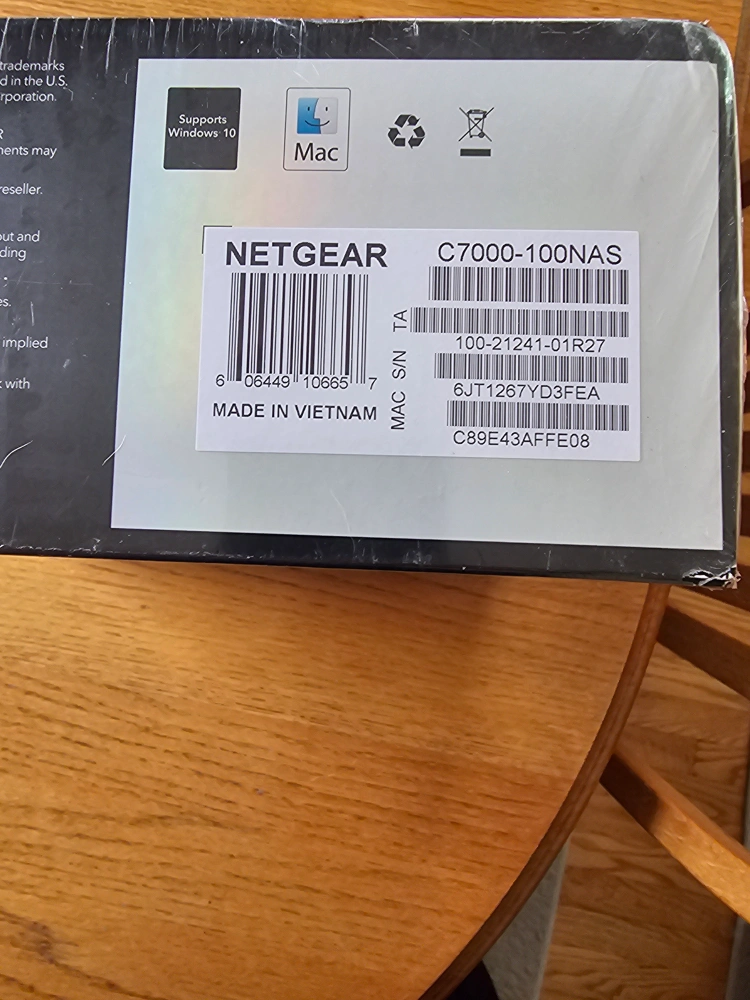 trademarks
d in the U.S.
rporation.
R
ments may
reseller.
out and
ding
es.
implied
with
Supports
Windows 10
Mac
NETGEAR
C7000-100NAS
6 06449 10665 7
MADE IN VIETNAM
TA
100-21241-01R27
S/N
6JT1267YD3FEA
MAC
C89E43AFFE08